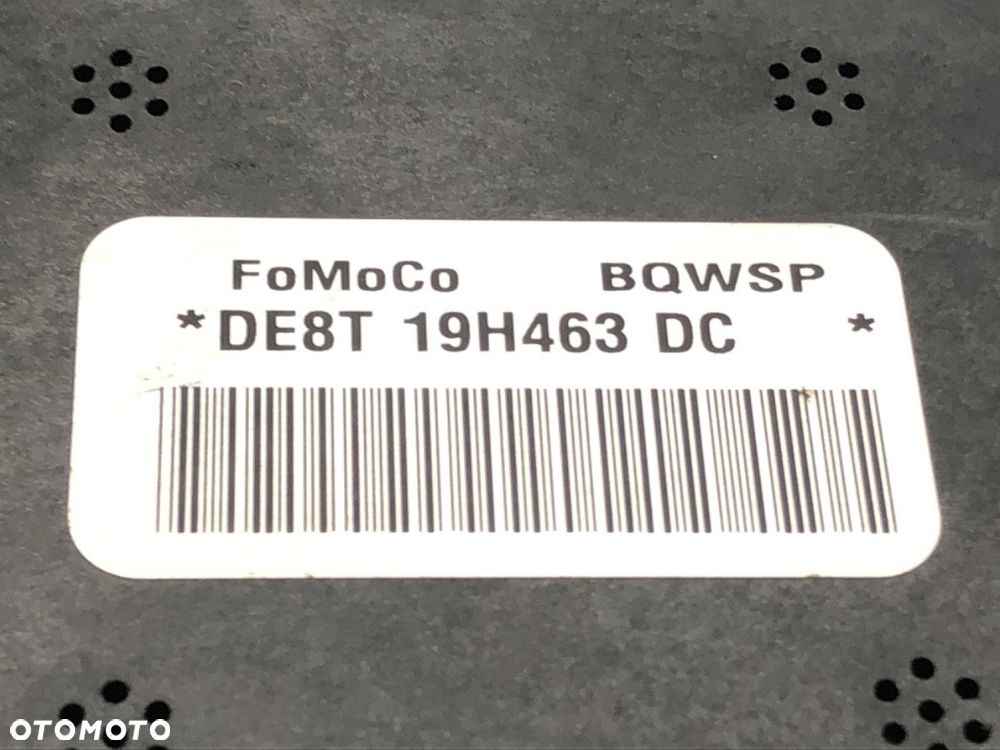 FoMoCo BQWSP
*DE8T 19H463 DC *
OTOMOTO